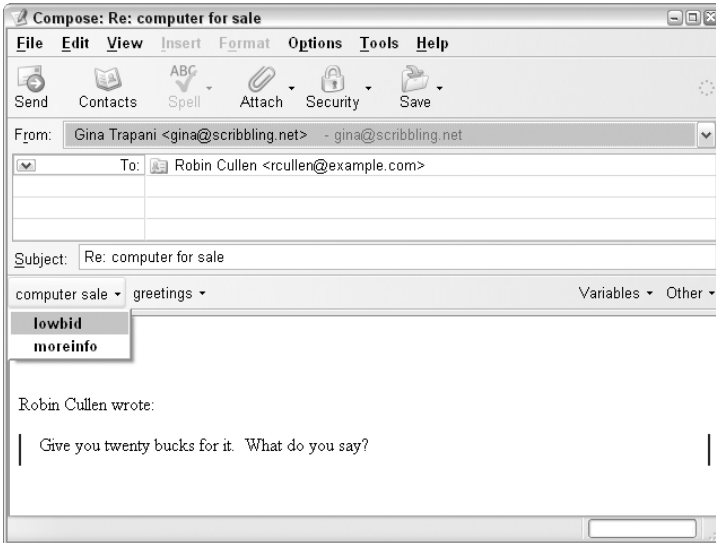 Compose: Re: computer for sale
File Edit View Insert Format Options Tools Help
ABC
Send Contacts Spell Attach Security Save
From: Gina Trapani <gina@scribbling.net> - gina@scribbling.net
To: Robin Cullen <rcullen@example.com>
Subject: Re: computer for sale
computer sale greetings Variables Other
lowbid
moreinfo
Robin Cullen wrote:
Give you twenty bucks for it. What do you say?